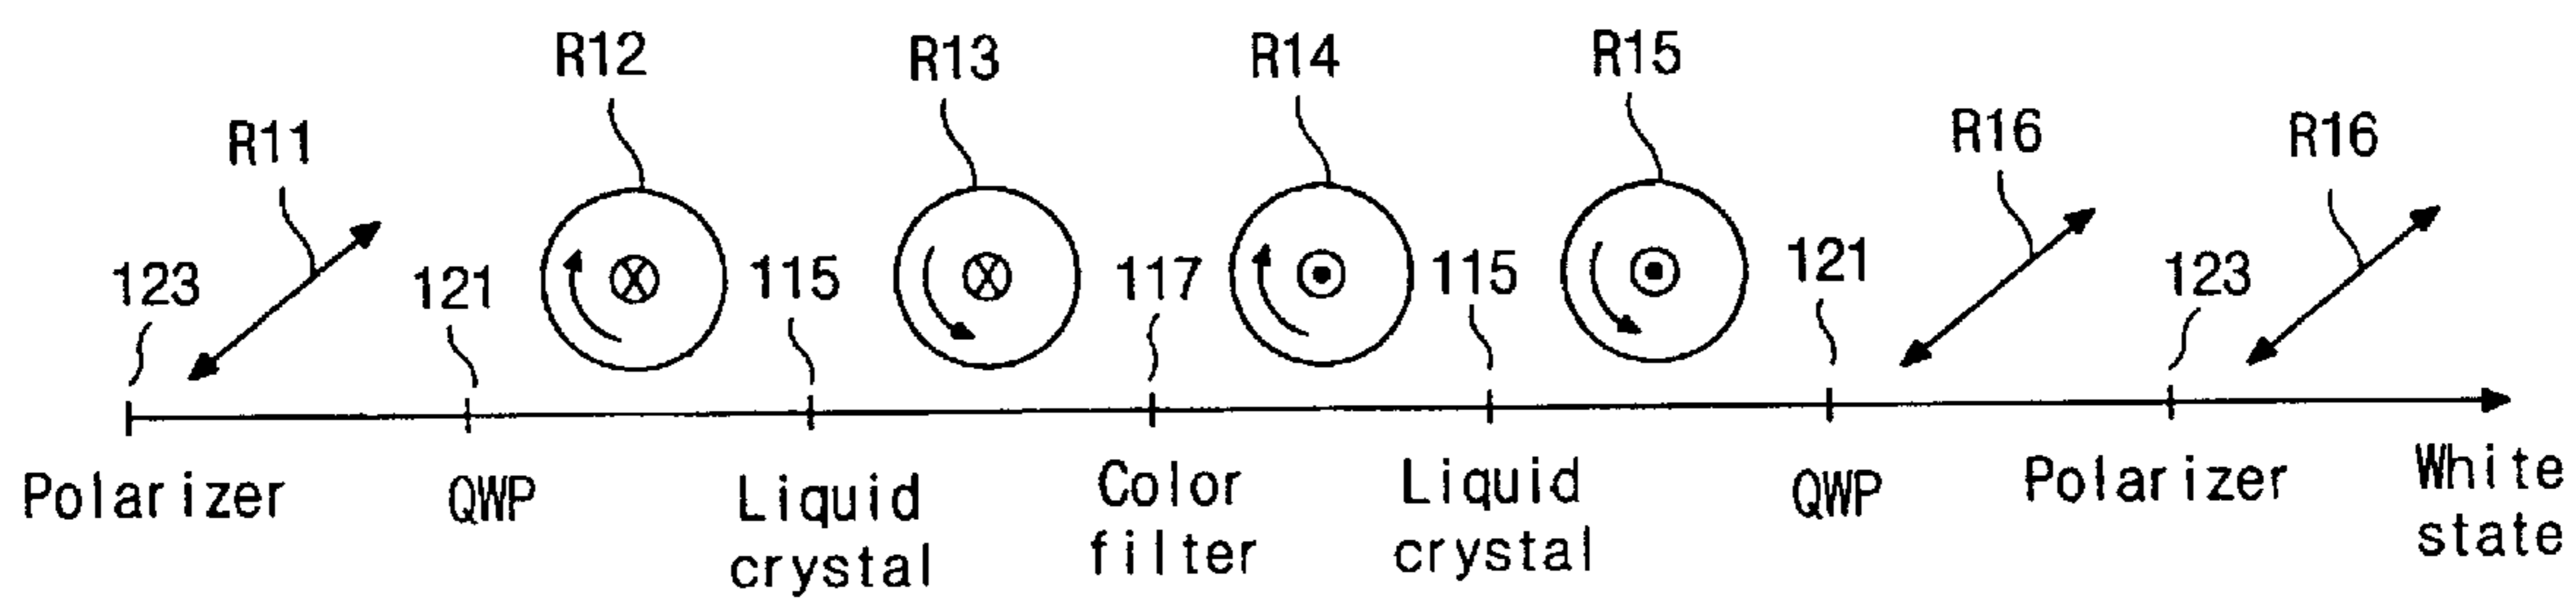 R12 R13 R14 R15
R11 R16 R16
123 121 115 117 115 121 123
Polarizer QWP Liquid crystal Color filter Liquid crystal QWP Polarizer White state